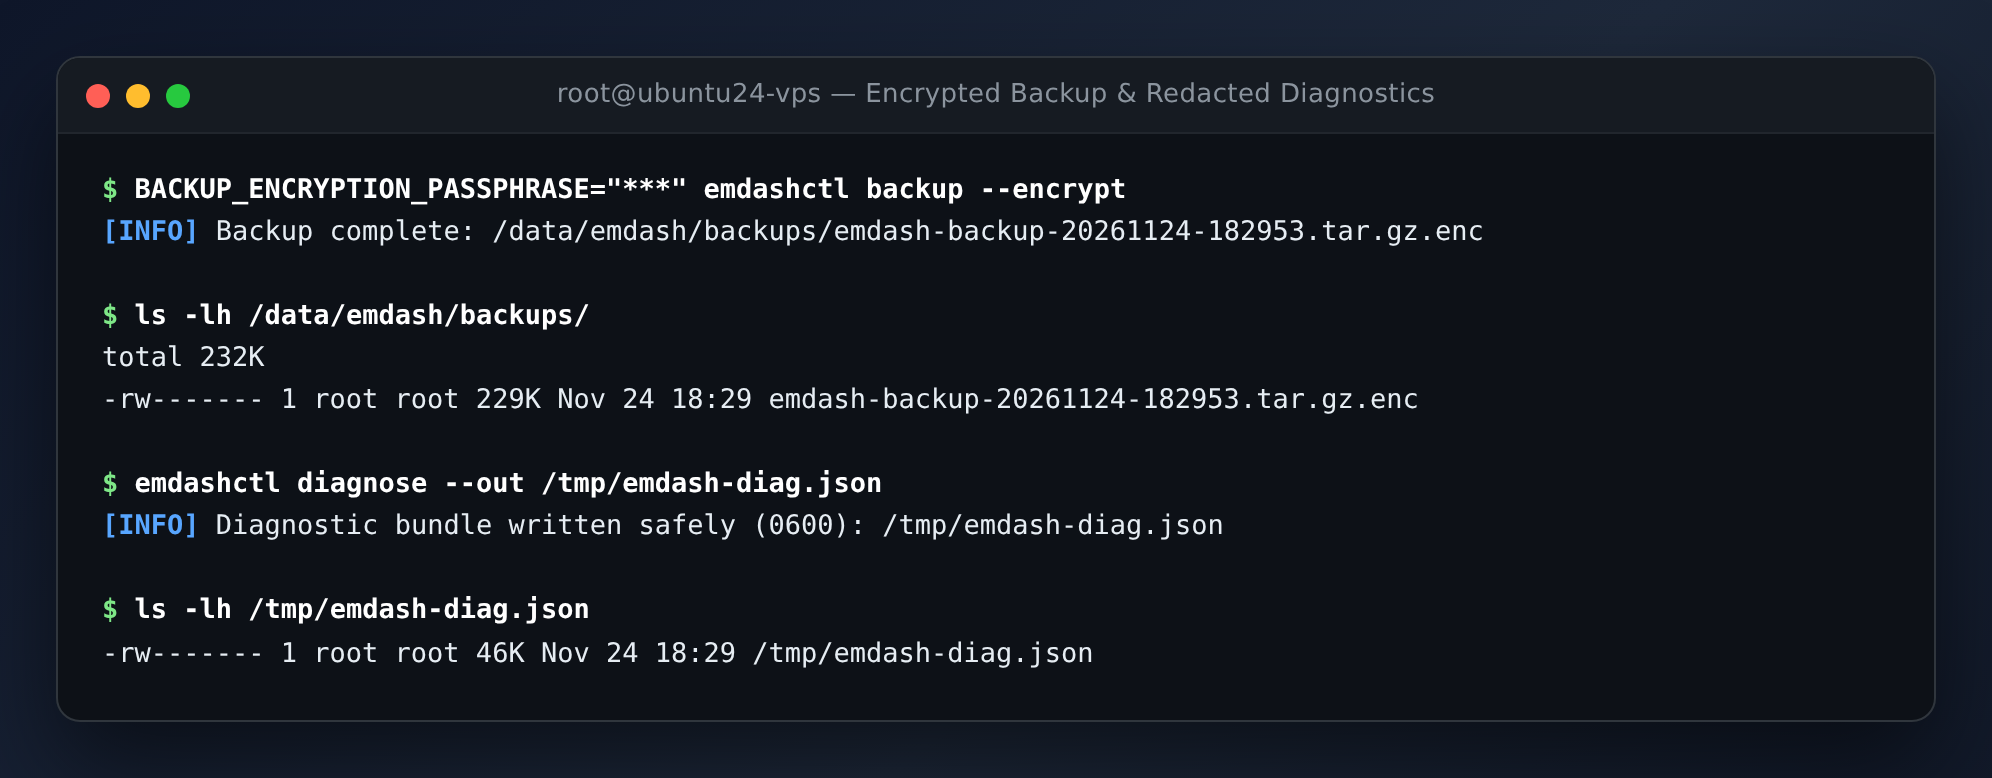 root@ubuntu24-vps — Encrypted Backup & Redacted Diagnostics
$ BACKUP_ENCRYPTION_PASSPHRASE="***" emdashctl backup --encrypt
[INFO] Backup complete: /data/emdash/backups/emdash-backup-20261124-182953.tar.gz.enc
$ ls -lh /data/emdash/backups/
total 232K
-rw------- 1 root root 229K Nov 24 18:29 emdash-backup-20261124-182953.tar.gz.enc
$ emdashctl diagnose --out /tmp/emdash-diag.json
[INFO] Diagnostic bundle written safely (0600): /tmp/emdash-diag.json
$ ls -lh /tmp/emdash-diag.json
-rw------- 1 root root 46K Nov 24 18:29 /tmp/emdash-diag.json